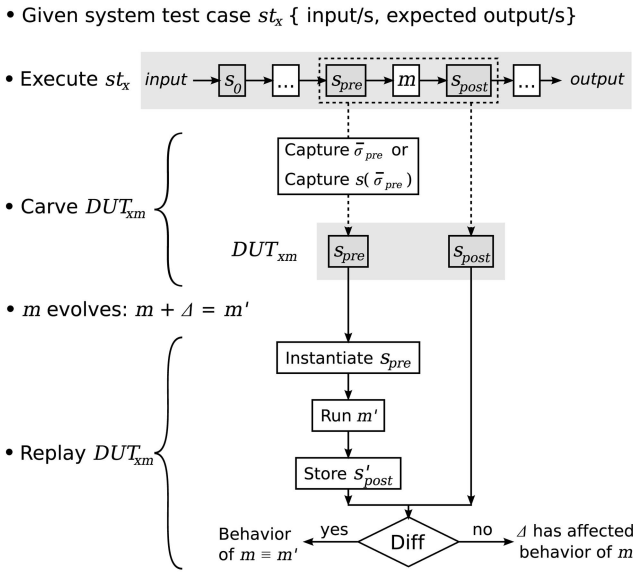 • Given system test case st_x { input/s, expected output/s}
• Execute st_x
input s_0 ... s_pre m s_post ... output
Capture σ̄_pre or
Capture s( σ̄_pre )
• Carve DUT_xm
DUT_xm s_pre s_post
• m evolves: m + Δ = m'
Instantiate s_pre
Run m'
• Replay DUT_xm
Store s'_post
Behavior
of m ≡ m'
yes
Diff
no
Δ has affected
behavior of m